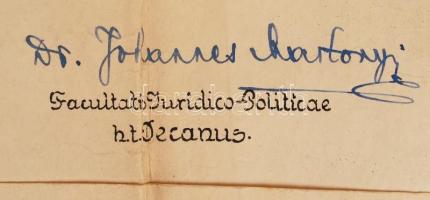 Dr. Johannes Martonyi
Facultatis Juridico-Politicae
h.t. Decanus.